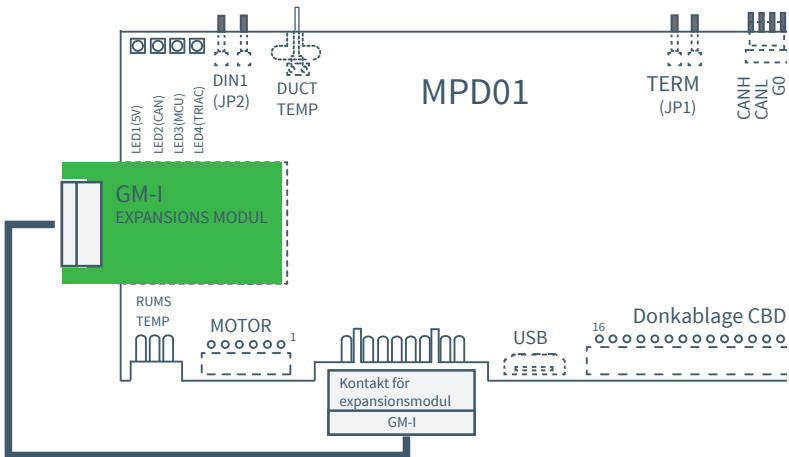 LED1(5V)
LED2(CAN)
LED3(MCU)
LED4(TRIAC)
DIN1
(JP2)
DUCT
TEMP
MPD01
TERM
(JP1)
CANH
CANL
G0
GM-I
EXPANSIONS MODUL
RUMS
TEMP
MOTOR
1
USB
16
Donkablage CBD
Kontakt för
expansionsmodul
GM-I